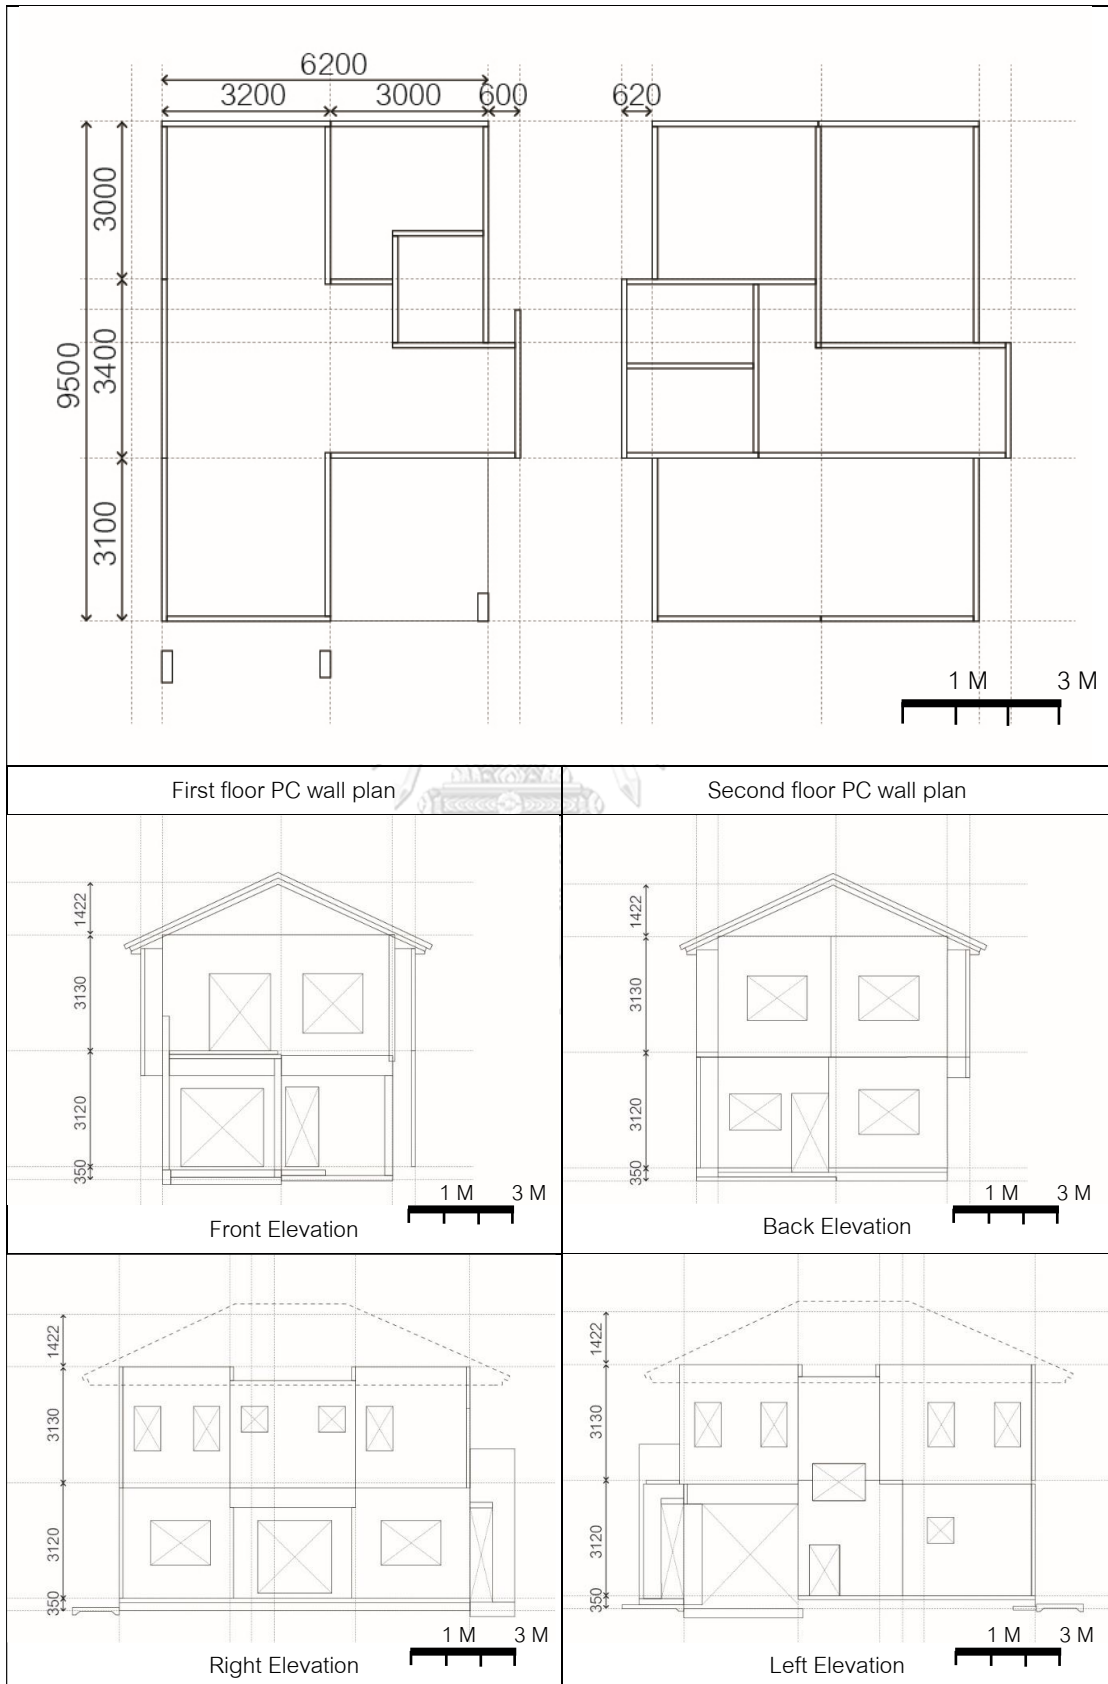 6200
3200 3000 600 620
3000
9500 3400
3100
1 M 3 M
First floor PC wall plan
Second floor PC wall plan
1422
3130
3120
350
1 M 3 M
Front Elevation
1422
3130
3120
350
1 M 3 M
Back Elevation
1422
3130
3120
350
1 M 3 M
Right Elevation
1422
3130
3120
350
1 M 3 M
Left Elevation